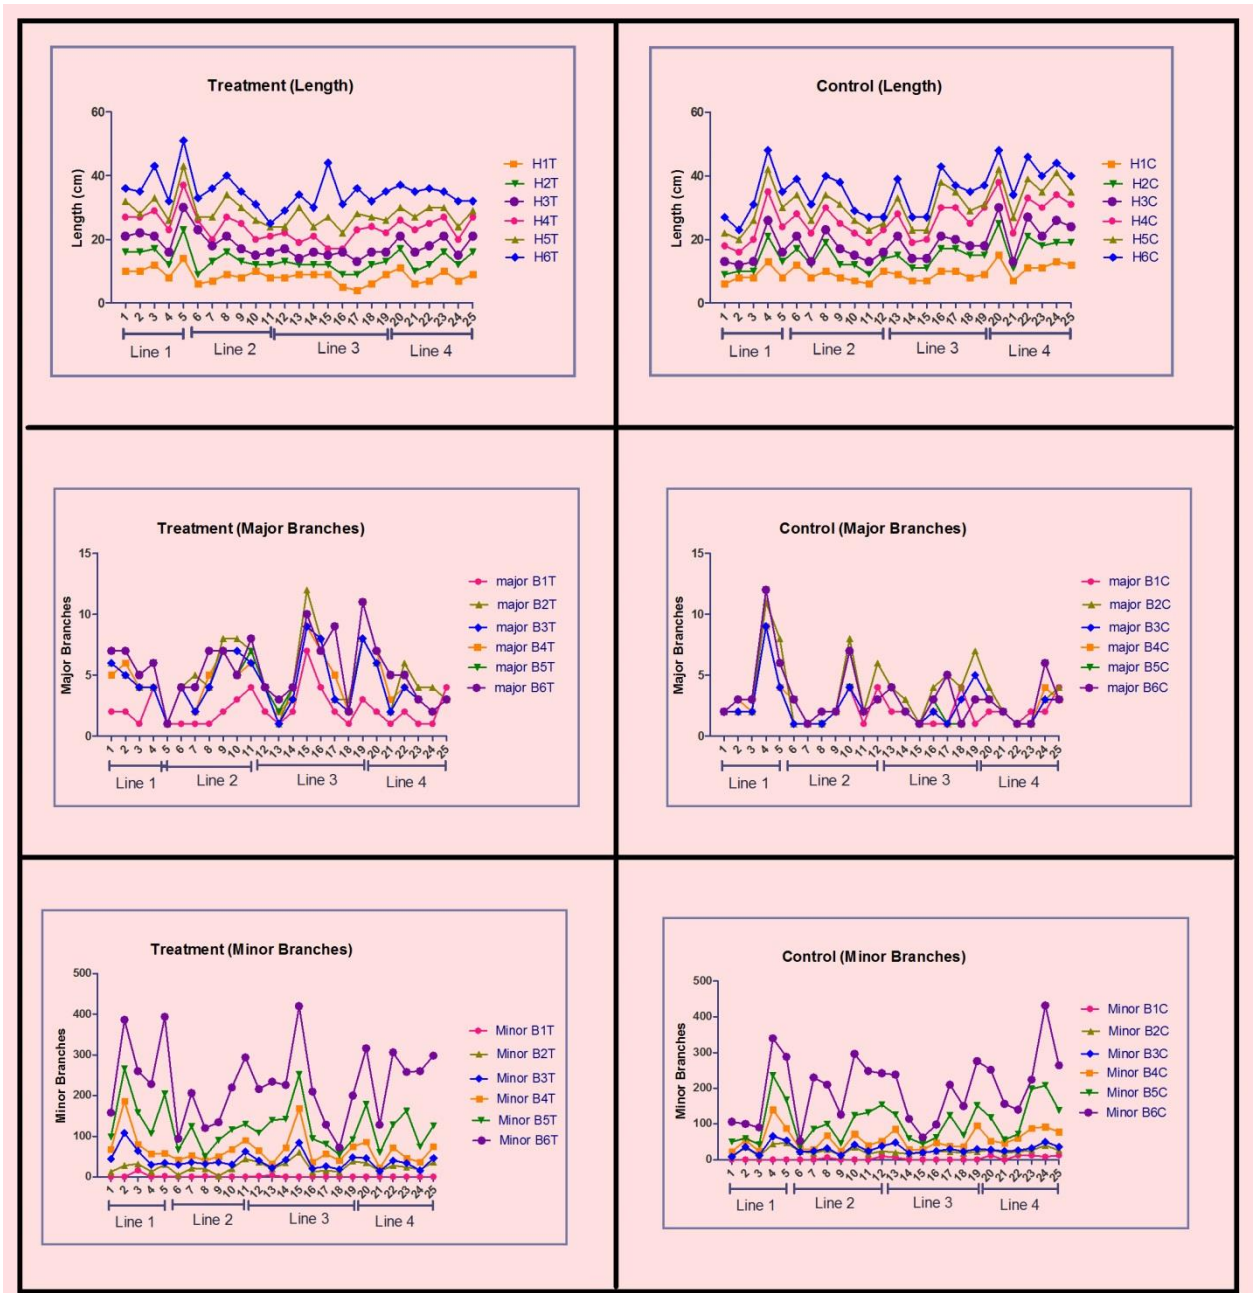 Treatment (Length)
Length (cm)
60
40
20
0
1 2 3 4 5 6 7 8 9 10 11 12 13 14 15 16 17 18 19 20 21 22 23 24 25
Line 1 Line 2 Line 3 Line 4
H1T
H2T
H3T
H4T
H5T
H6T
Control (Length)
Length (cm)
60
40
20
0
1 2 3 4 5 6 7 8 9 10 11 12 13 14 15 16 17 18 19 20 21 22 23 24 25
Line 1 Line 2 Line 3 Line 4
H1C
H2C
H3C
H4C
H5C
H6C
Treatment (Major Branches)
Major Branches
15
10
5
0
1 2 3 4 5 6 7 8 9 10 11 12 13 14 15 16 17 18 19 20 21 22 23 24 25
Line 1 Line 2 Line 3 Line 4
major B1T
major B2T
major B3T
major B4T
major B5T
major B6T
Control (Major Branches)
Major Branches
15
10
5
0
1 2 3 4 5 6 7 8 9 10 11 12 13 14 15 16 17 18 19 20 21 22 23 24 25
Line 1 Line 2 Line 3 Line 4
major B1C
major B2C
major B3C
major B4C
major B5C
major B6C
Treatment (Minor Branches)
Minor Branches
500
400
300
200
100
0
1 2 3 4 5 6 7 8 9 10 11 12 13 14 15 16 17 18 19 20 21 22 23 24 25
Line 1 Line 2 Line 3 Line 4
Minor B1T
Minor B2T
Minor B3T
Minor B4T
Minor B5T
Minor B6T
Control (Minor Branches)
Minor Branches
500
400
300
200
100
0
1 2 3 4 5 6 7 8 9 10 11 12 13 14 15 16 17 18 19 20 21 22 23 24 25
Line 1 Line 2 Line 3 Line 4
Minor B1C
Minor B2C
Minor B3C
Minor B4C
Minor B5C
Minor B6C